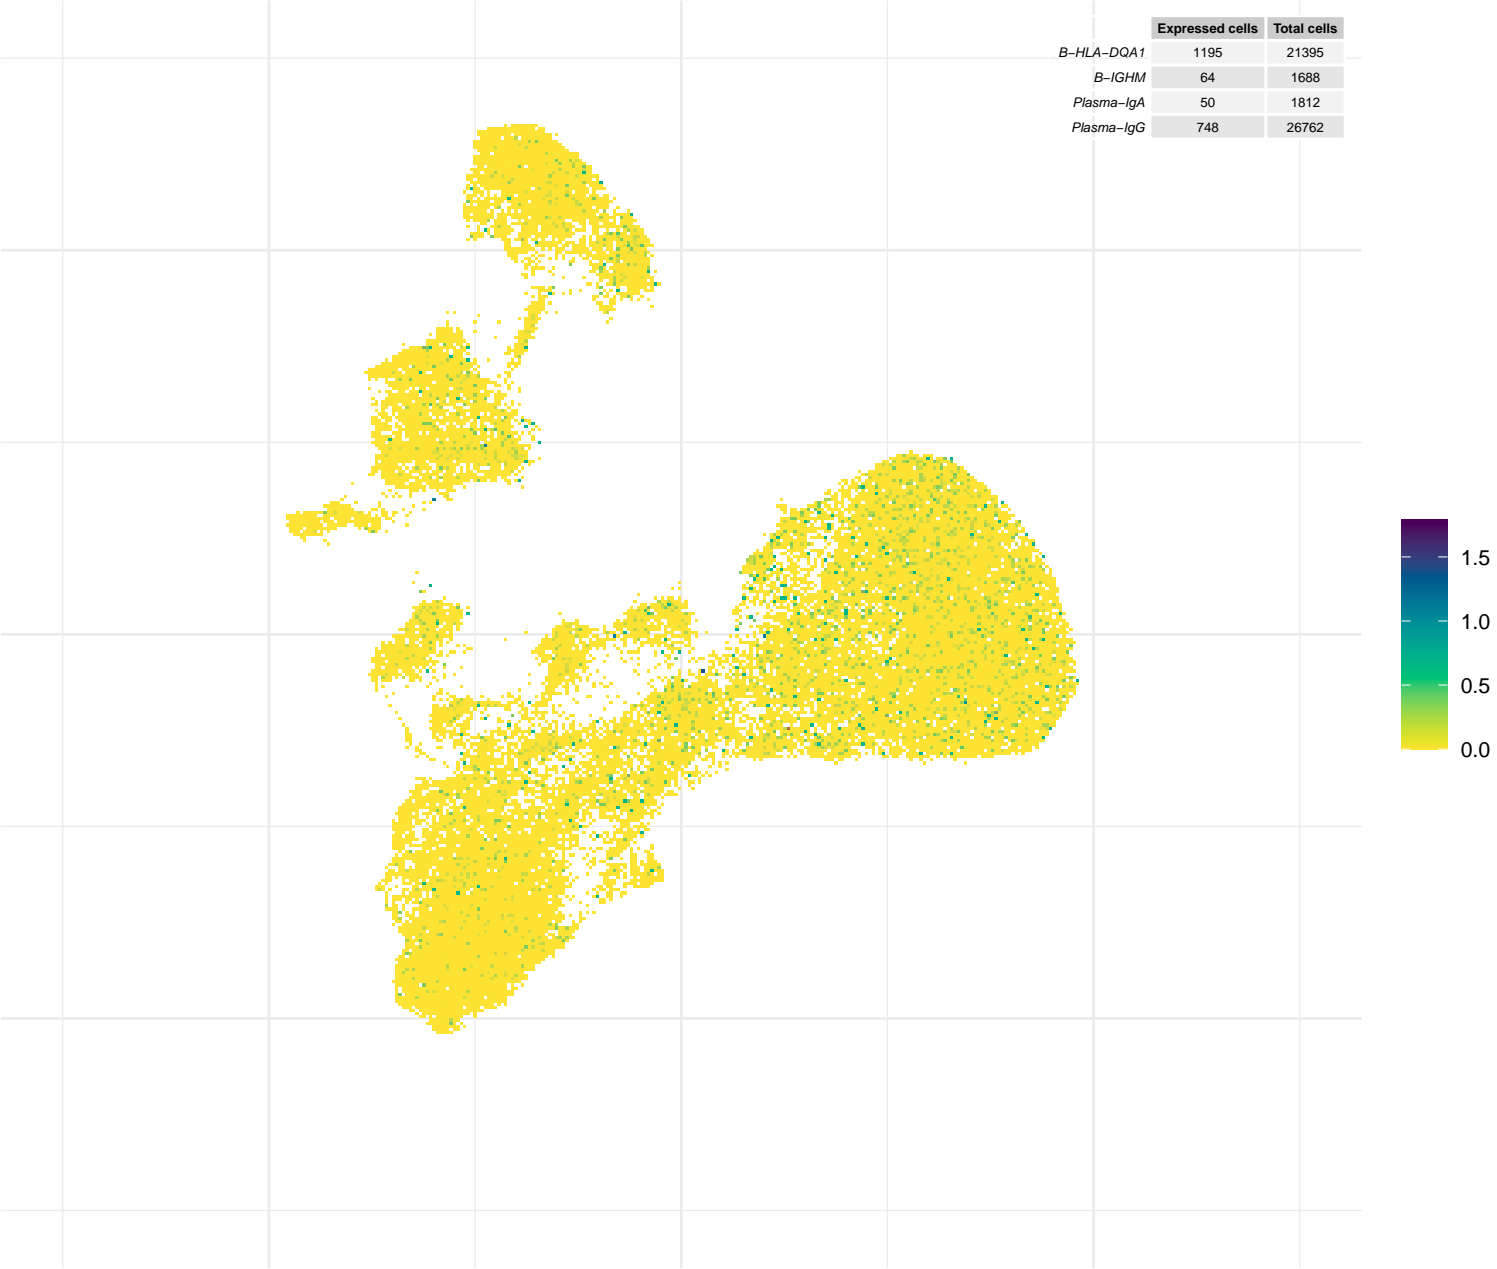 Expressed cells Total cells
B−HLA−DQA1 1195 21395
B−IGHM 64 1688
Plasma−IgA 50 1812
Plasma−IgG 748 26762
1.5
1.0
0.5
0.0